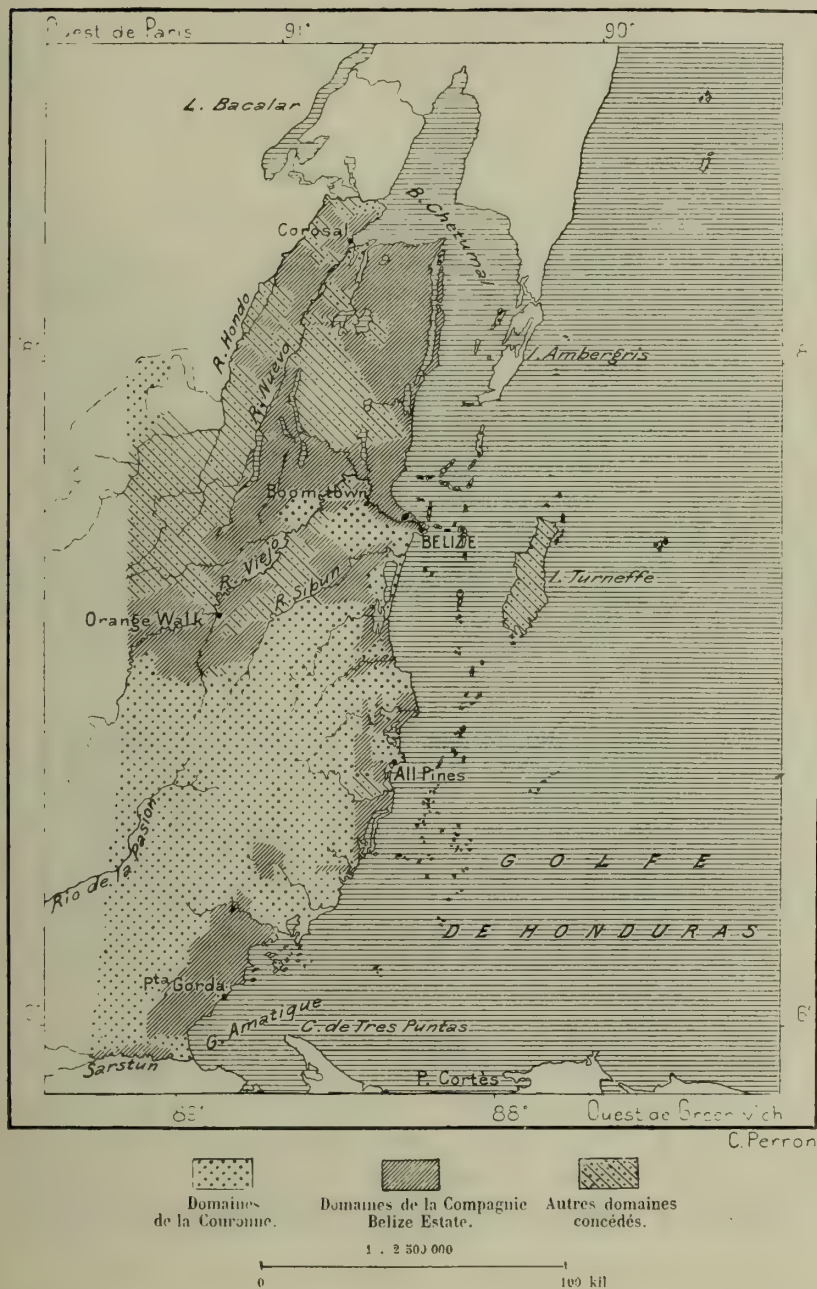 Ouest de Paris 91° 90°
L. Bacalar
B. Chetumal
Corosal
R. Hondo
R. Nueva
I. Ambergris
Boomtown
BELIZE
R. Viejo
R. Sibun
I. Turneffe
Orange Walk
All Pines
Rio de la Pasion
GOLFE
DE HONDURAS
Pta Gorda
G. Amatique
C. de Tres Puntas
Sarstun
P. Cortès
88° Ouest de Greenwich
C. Perron
Domaines
de la Couronne.
Domaines de la Compagnie
Belize Estate.
Autres domaines
concédés.
1 : 2 500 000
0 100 kil